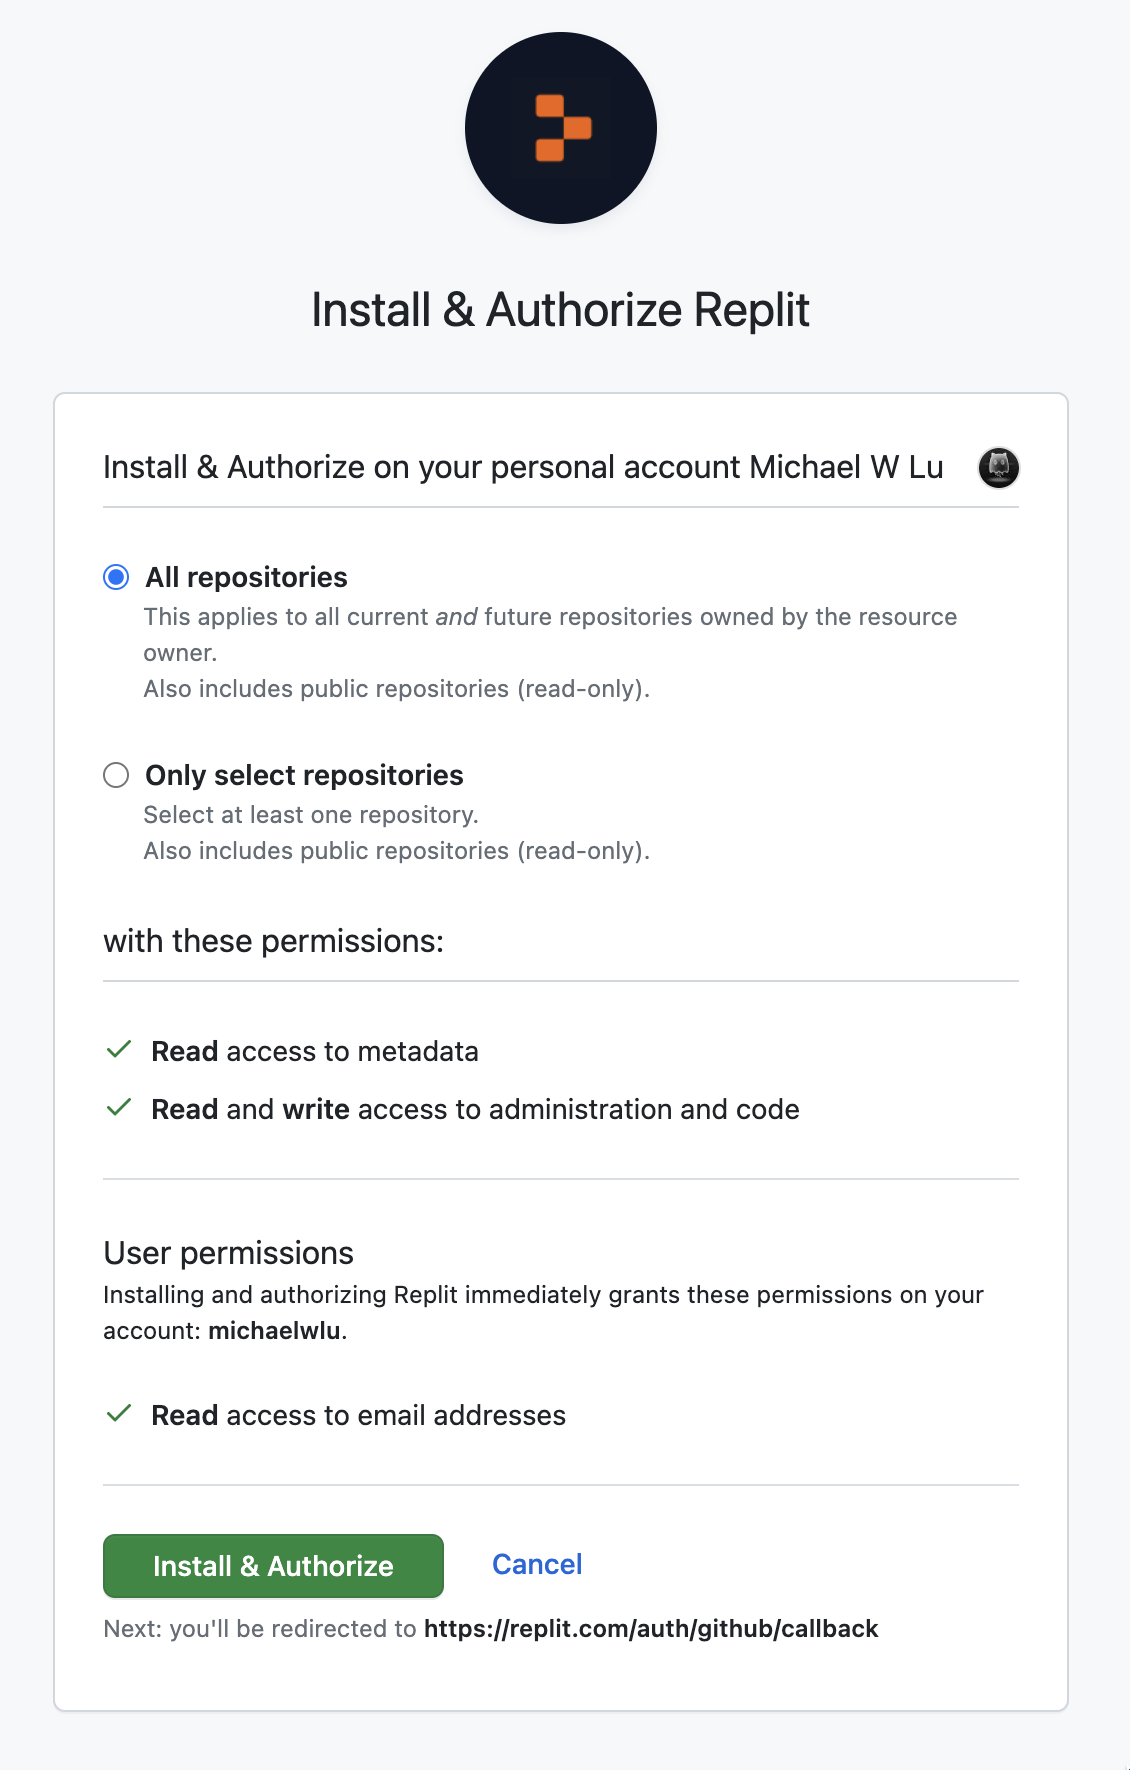 Install & Authorize Replit
Install & Authorize on your personal account Michael W Lu
All repositories
This applies to all current and future repositories owned by the resource
owner.
Also includes public repositories (read-only).
Only select repositories
Select at least one repository.
Also includes public repositories (read-only).
with these permissions:
Read access to metadata
Read and write access to administration and code
User permissions
Installing and authorizing Replit immediately grants these permissions on your
account: michaelwlu.
Read access to email addresses
Install & Authorize
Cancel
Next: you'll be redirected to https://replit.com/auth/github/callback